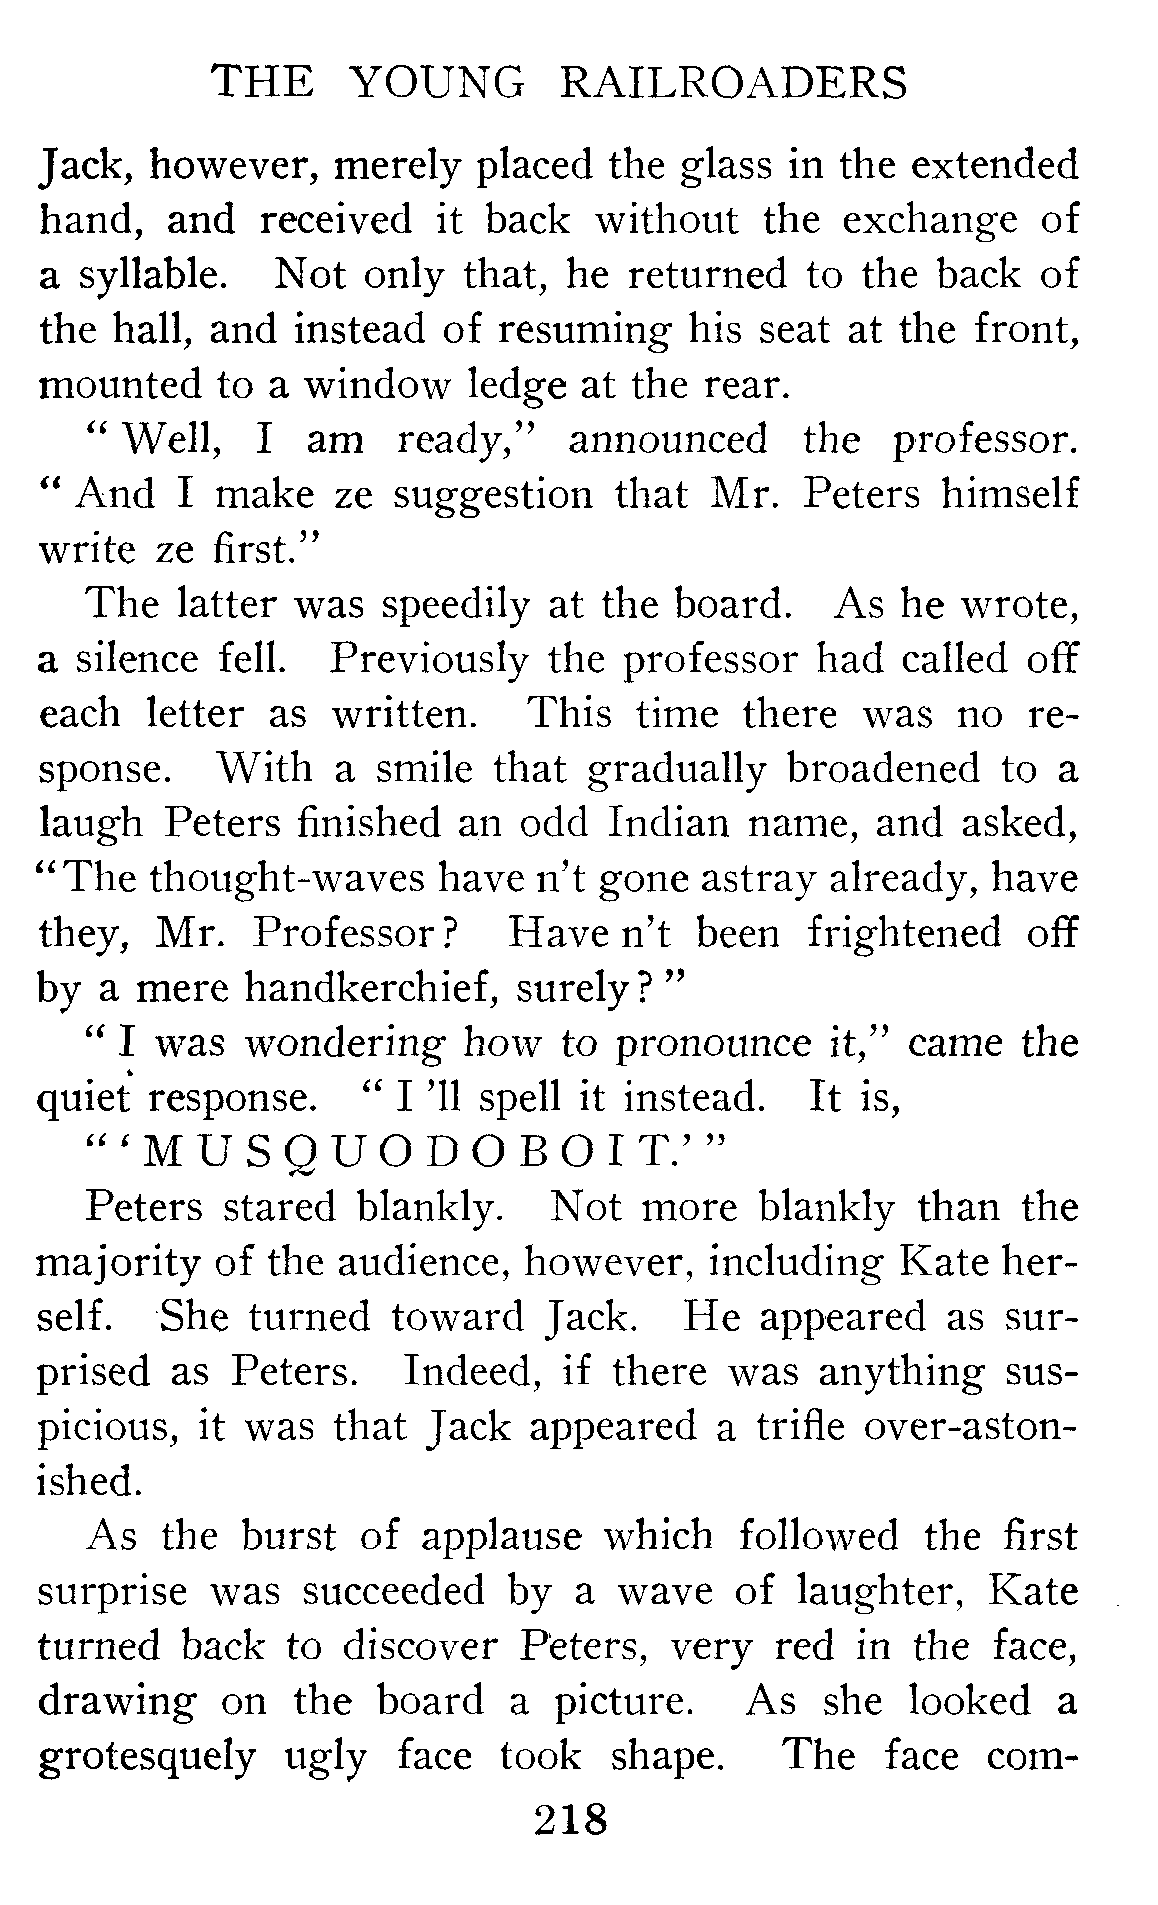 THE YOUNG RAILROADERS
Jack, however, merely placed the glass in the extended
hand, and received it back without the exchange of
a syllable. Not only that, he returned to the back of
the hall, and instead of resuming his seat at the front,
mounted to a window ledge at the rear.
" Well, I am ready," announced the professor.
" And I make ze suggestion that Mr. Peters himself
write ze first."
The latter was speedily at the board. As he wrote,
a silence fell. Previously the professor had called off
each letter as written. This time there was no re-
sponse. With a smile that gradually broadened to a
laugh Peters finished an odd Indian name, and asked,
"The thought-waves have n't gone astray already, have
they, Mr. Professor? Have n't been frightened off
by a mere handkerchief, surely? "
" I was wondering how to pronounce it," came the
quiet response. " I 'll spell it instead. It is,
" ' M U S Q U O D O B O I T.' "
Peters stared blankly. Not more blankly than the
majority of the audience, however, including Kate her-
self. She turned toward Jack. He appeared as sur-
prised as Peters. Indeed, if there was anything sus-
picious, it was that Jack appeared a trifle over-aston-
ished.
As the burst of applause which followed the first
surprise was succeeded by a wave of laughter, Kate
turned back to discover Peters, very red in the face,
drawing on the board a picture. As she looked a
grotesquely ugly face took shape. The face com-
218